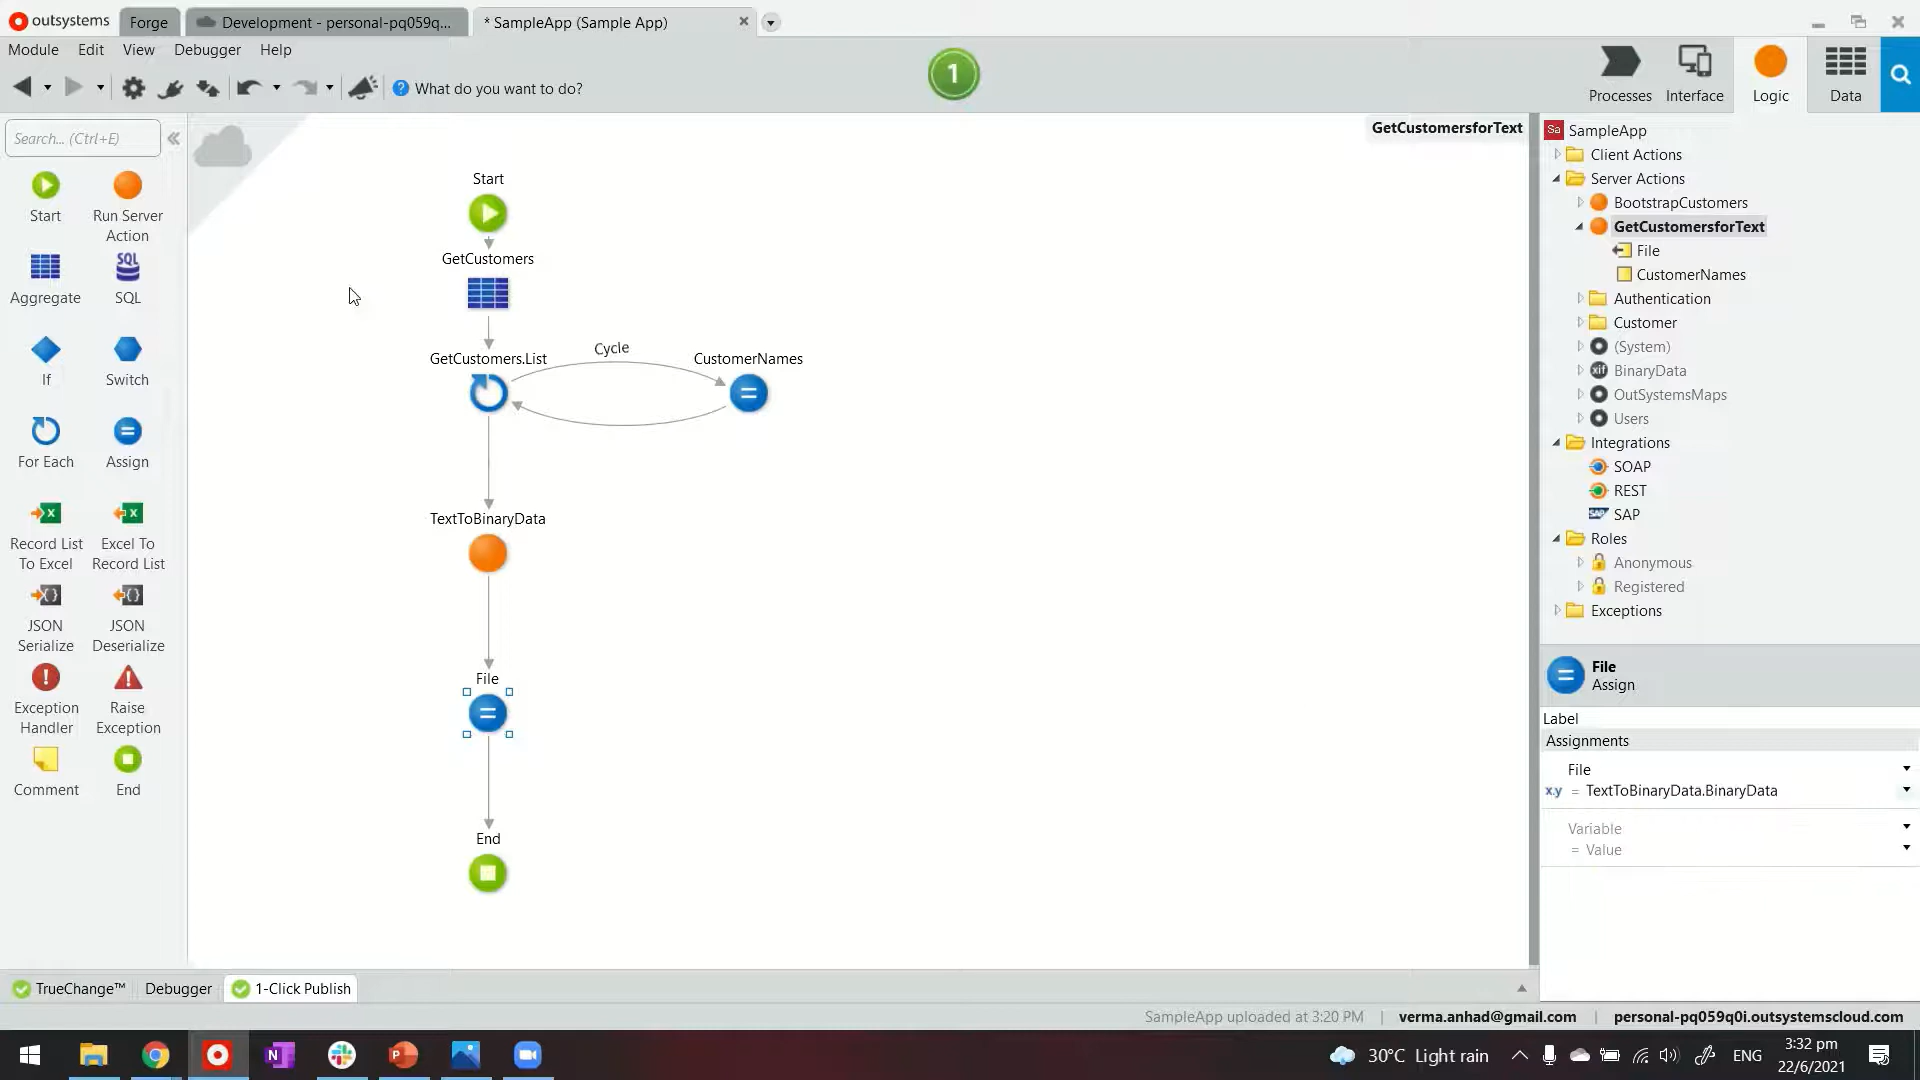 outsystems
Forge
Development - personal-pq059q...
* SampleApp (Sample App)
Module Edit View Debugger Help
What do you want to do?
1
Processes
Interface
Logic
Data
Search... (Ctrl+E)
Start
Run Server
Action
Aggregate
SQL
SQL
If
Switch
For Each
Assign
Record List
To Excel
Excel To
Record List
JSON
Serialize
JSON
Deserialize
Exception
Handler
Raise
Exception
Comment
End
GetCustomersforText
Start
GetCustomers
GetCustomers.List
Cycle
CustomerNames
TextToBinaryData
File
End
Sa SampleApp
Client Actions
Server Actions
BootstrapCustomers
GetCustomersforText
File
CustomerNames
Authentication
Customer
(System)
xif BinaryData
OutSystemsMaps
Users
Integrations
SOAP
REST
SAP SAP
Roles
Anonymous
Registered
Exceptions
File
Assign
Label
Assignments
File
x.y = TextToBinaryData.BinaryData
Variable
= Value
TrueChange™ Debugger 1-Click Publish
SampleApp uploaded at 3:20 PM | verma.anhad@gmail.com | personal-pq059q0i.outsystemscloud.com
30°C Light rain
ENG
3:32 pm
22/6/2021